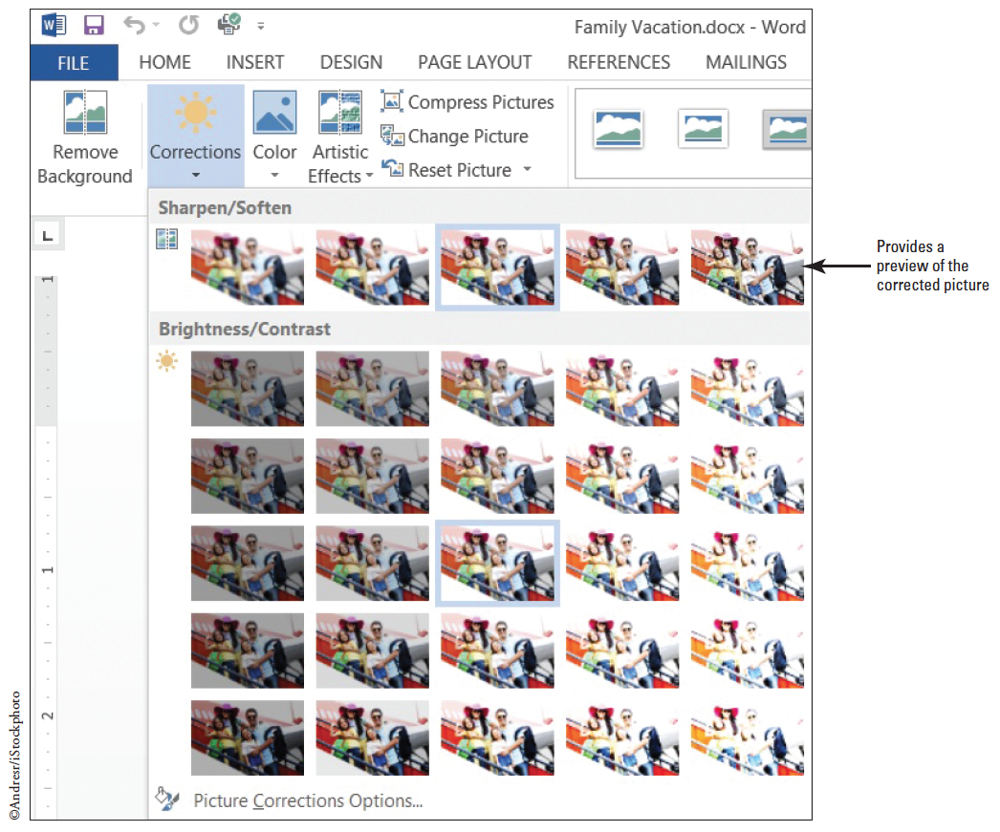 Family Vacation.docx - Word
FILE HOME INSERT DESIGN PAGE LAYOUT REFERENCES MAILINGS
Remove
Background
Corrections
Color
Artistic
Effects
Compress Pictures
Change Picture
Reset Picture
Sharpen/Soften
Provides a
preview of the
corrected picture
Brightness/Contrast
Picture Corrections Options...
L
1
1
2
©Andresr/iStockphoto